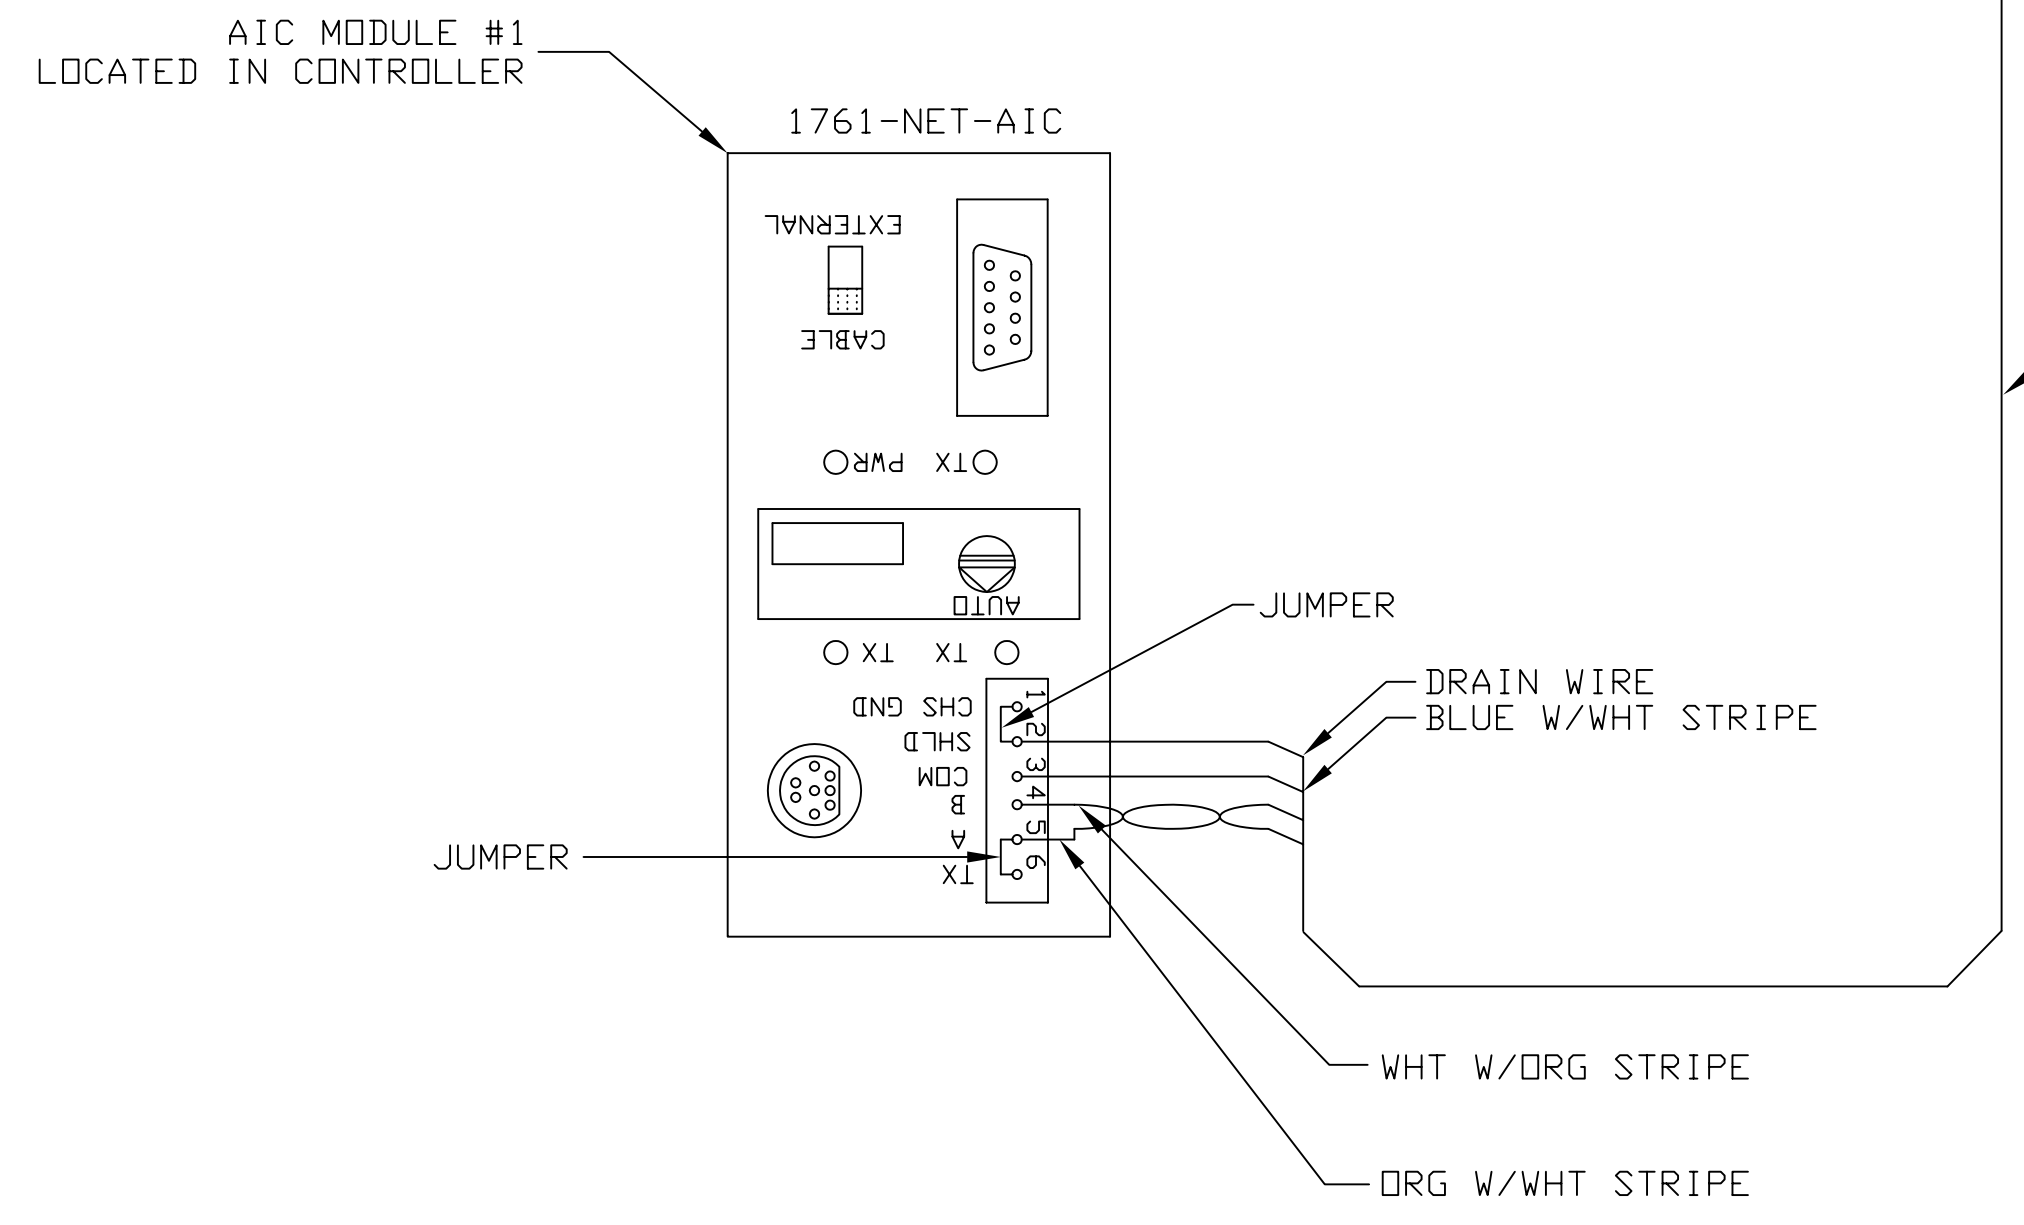 AIC MODULE #1
LOCATED IN CONTROLLER
1761-NET-AIC
EXTERNAL
CABLE
PWR
TX
AUTO
TX
TX
JUMPER
DRAIN WIRE
BLUE W/WHT STRIPE
CHS GND
1
SHLD
2
COM
3
B
4
A
5
TX
6
JUMPER
WHT W/ORG STRIPE
ORG W/WHT STRIPE